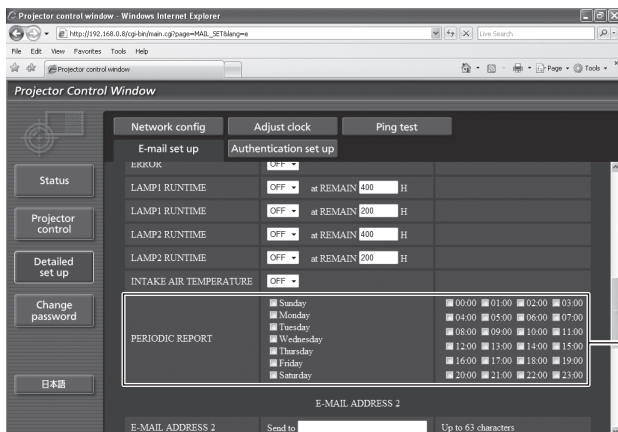 Projector control window - Windows Internet Explorer
http://192.168.0.8/cgi-bin/main.cgi?page=MAIL_SET&lang=e
Live Search
File Edit View Favorites Tools Help
Projector control window
Page Tools
Projector Control Window
Network config Adjust clock Ping test
E-mail set up Authentication set up
Status
Projector control
Detailed set up
Change password
日本語
ERROR OFF
LAMP1 RUNTIME OFF at REMAIN 400 H
LAMP1 RUNTIME OFF at REMAIN 200 H
LAMP2 RUNTIME OFF at REMAIN 400 H
LAMP2 RUNTIME OFF at REMAIN 200 H
INTAKE AIR TEMPERATURE OFF
PERIODIC REPORT
Sunday
Monday
Tuesday
Wednesday
Thursday
Friday
Saturday
00:00 01:00 02:00 03:00
04:00 05:00 06:00 07:00
08:00 09:00 10:00 11:00
12:00 13:00 14:00 15:00
16:00 17:00 18:00 19:00
20:00 21:00 22:00 23:00
E-MAIL ADDRESS 2
E-MAIL ADDRESS 2 Send to Up to 63 characters